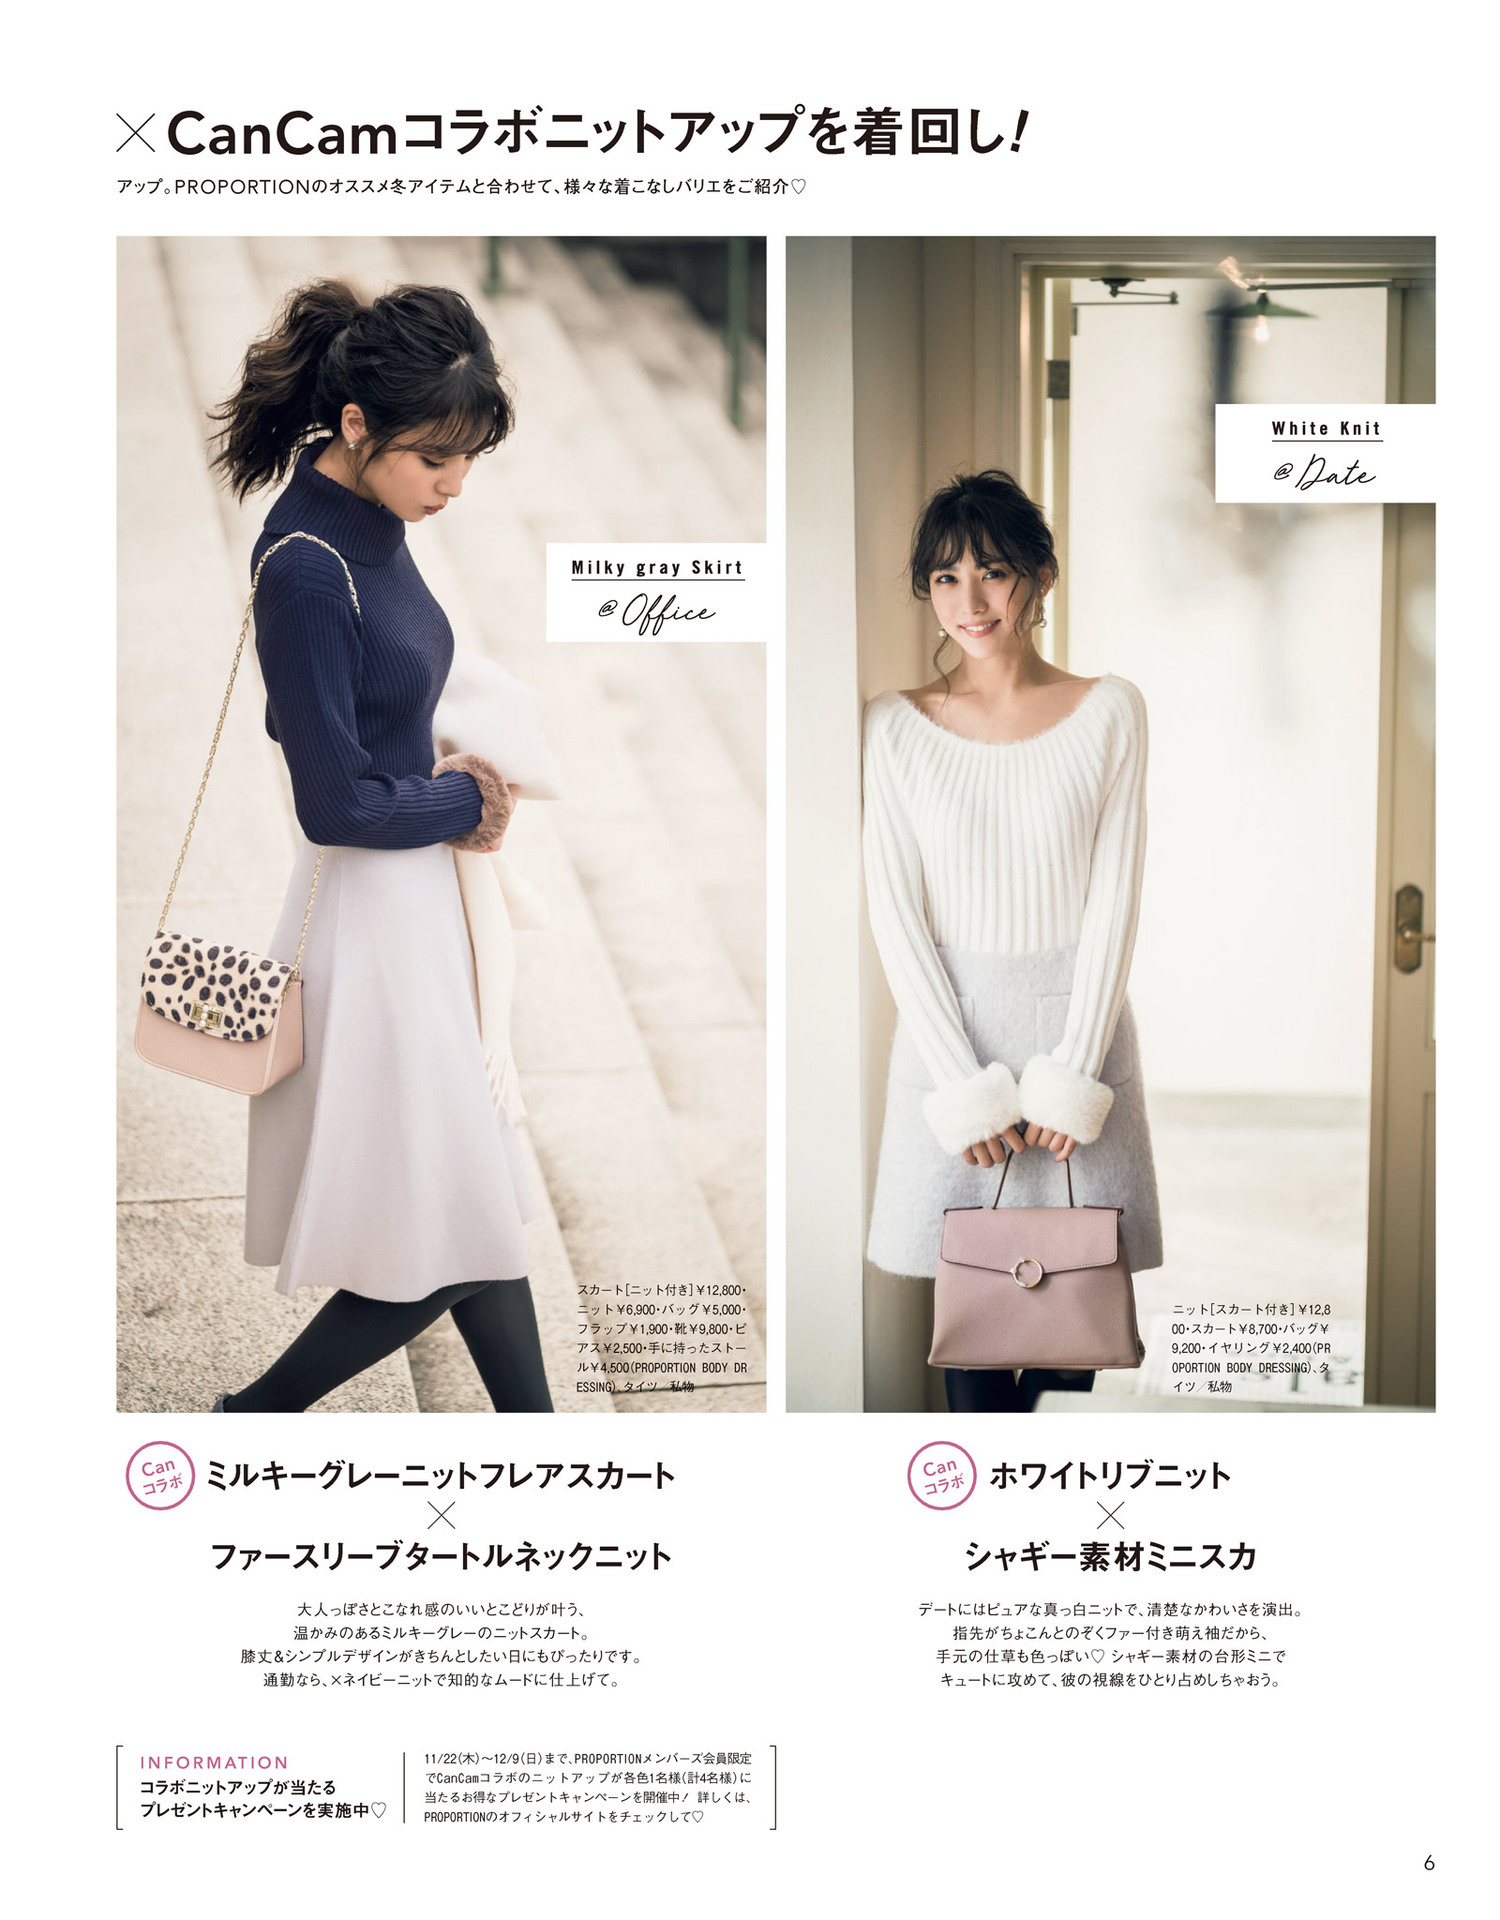 ×CanCamコラボニットアップを着回し!
アップ。PROPORTIONのオススメ冬アイテムと合わせて、様々な着こなしバリエをご紹介♡
Milky gray Skirt
@Office
White Knit
@Date
スカート[ニット付き]¥12,800・
ニット¥6,900・バッグ¥5,000・
フラップ¥1,900・靴¥9,800・ピ
アス¥2,500・手に持ったストー
ル¥4,500(PROPORTION BODY DR
ESSING)、タイツ/私物
ニット[スカート付き]¥12,8
00・スカート¥8,700・バッグ¥
9,200・イヤリング¥2,400(PR
OPORTION BODY DRESSING)、タ
イツ/私物
Can
コラボ
ミルキーグレーニットフレアスカート
×
ファースリーブタートルネックニット
大人っぽさとこなれ感のいいとこどりが叶う、
温かみのあるミルキーグレーのニットスカート。
膝丈&シンプルデザインがきちんとしたい日にもぴったりです。
通勤なら、×ネイビーニットで知的なムードに仕上げて。
Can
コラボ
ホワイトリブニット
×
シャギー素材ミニスカ
デートにはピュアな真っ白ニットで、清楚なかわいさを演出。
指先がちょこんとのぞくファー付き萌え袖だから、
手元の仕草も色っぽい♡ シャギー素材の台形ミニで
キュートに攻めて、彼の視線をひとり占めしちゃおう。
INFORMATION
コラボニットアップが当たる
プレゼントキャンペーンを実施中♡
11/22(木)〜12/9(日)まで、PROPORTIONメンバーズ会員限定
でCanCamコラボのニットアップが各色1名様(計4名様)に
当たるお得なプレゼントキャンペーンを開催中! 詳しくは、
PROPORTIONのオフィシャルサイトをチェックして♡
6